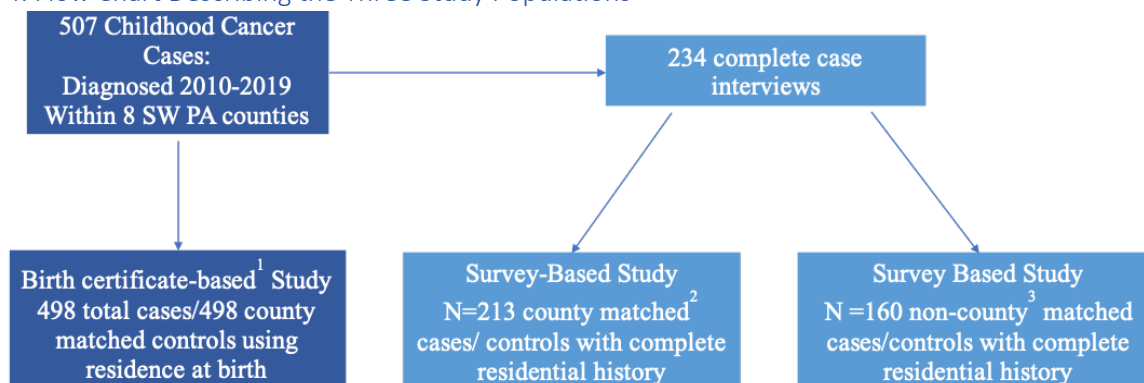 507 Childhood Cancer
Cases:
Diagnosed 2010-2019
Within 8 SW PA counties
234 complete case
interviews
Birth certificate-based1 Study
498 total cases/498 county
matched controls using
residence at birth
Survey-Based Study
N=213 county matched2
cases/ controls with complete
residential history
Survey Based Study
N =160 non-county3 matched
cases/controls with complete
residential history